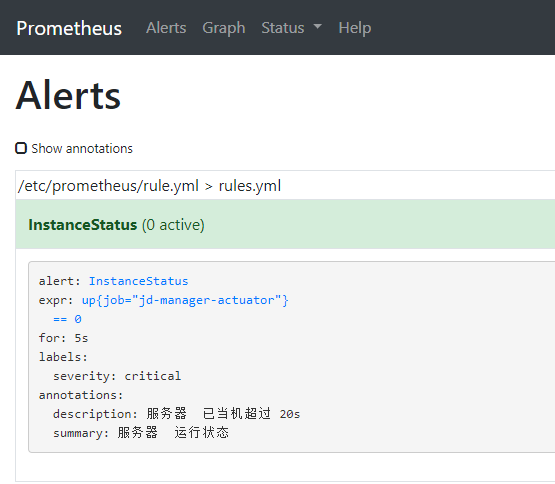 Prometheus Alerts Graph Status Help
Alerts
Show annotations
/etc/prometheus/rule.yml > rules.yml
InstanceStatus (0 active)
alert: InstanceStatus
expr: up{job="jd-manager-actuator"}
  == 0
for: 5s
labels:
  severity: critical
annotations:
  description: 服务器  已当机超过 20s
  summary: 服务器  运行状态